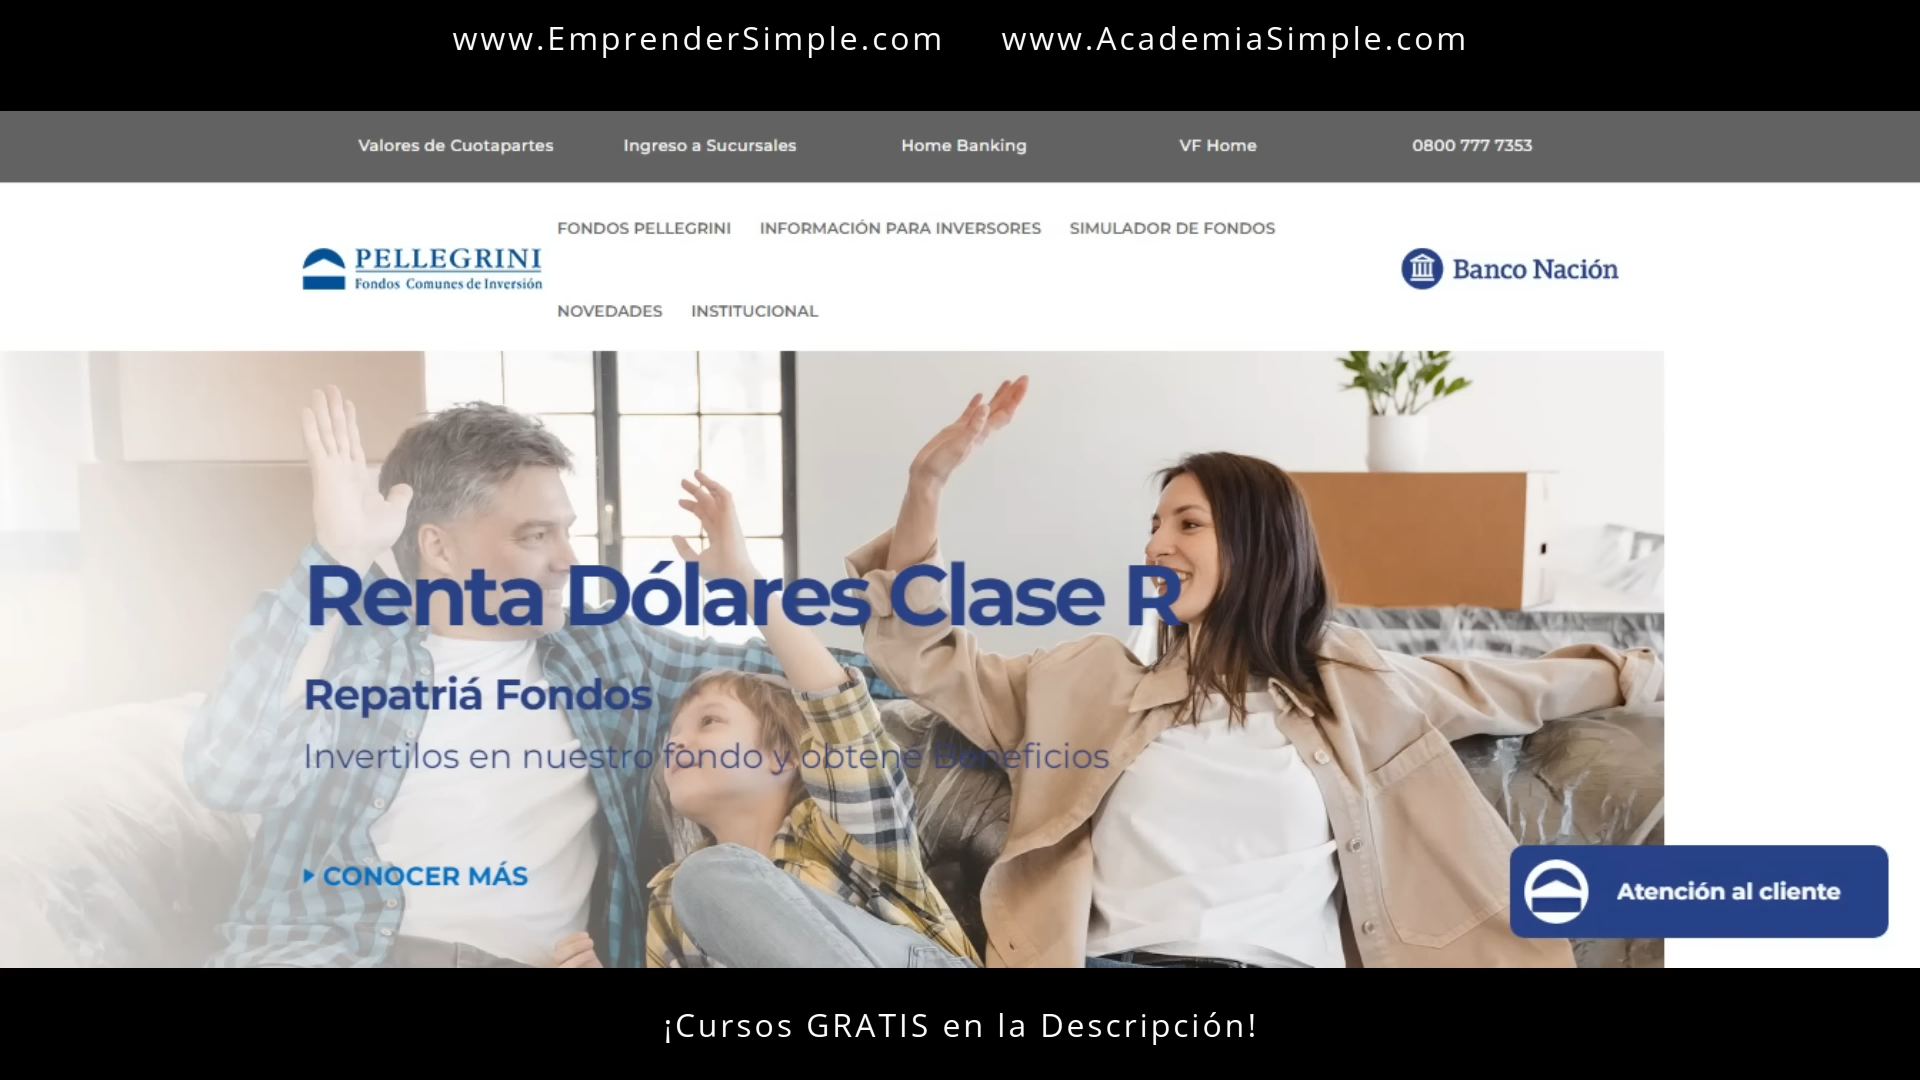 www.EmprenderSimple.com www.AcademiaSimple.com
Valores de Cuotapartes Ingreso a Sucursales Home Banking VF Home 0800 777 7353
FONDOS PELLEGRINI INFORMACIÓN PARA INVERSORES SIMULADOR DE FONDOS
PELLEGRINI
Fondos Comunes de Inversión
Banco Nación
NOVEDADES INSTITUCIONAL
Renta Dólares Clase R
Repatriá Fondos
Invertilos en nuestro fondo y obtene Beneficios
CONOCER MÁS
Atención al cliente
¡Cursos GRATIS en la Descripción!